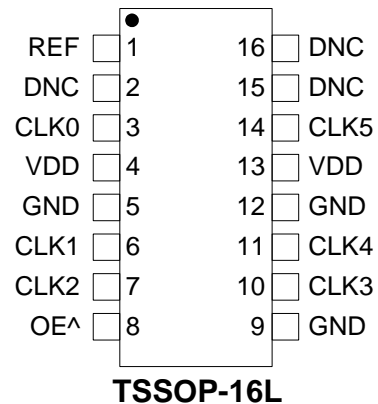 REF 1 16 DNC
DNC 2 15 DNC
CLK0 3 14 CLK5
VDD 4 13 VDD
GND 5 12 GND
CLK1 6 11 CLK4
CLK2 7 10 CLK3
OE^ 8 9 GND
TSSOP-16L